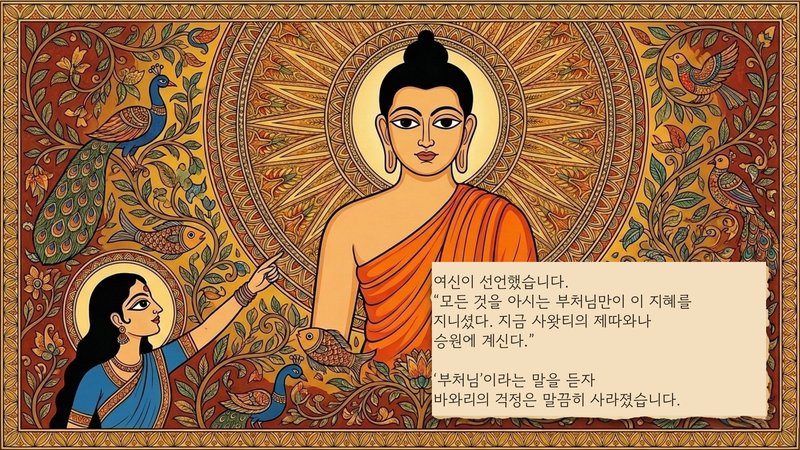 여신이 선언했습니다.
“모든 것을 아시는 부처님만이 이 지혜를
지니셨다. 지금 사왓티의 제따와나
승원에 계신다.”
‘부처님’이라는 말을 듣자
바와리의 걱정은 말끔히 사라졌습니다.